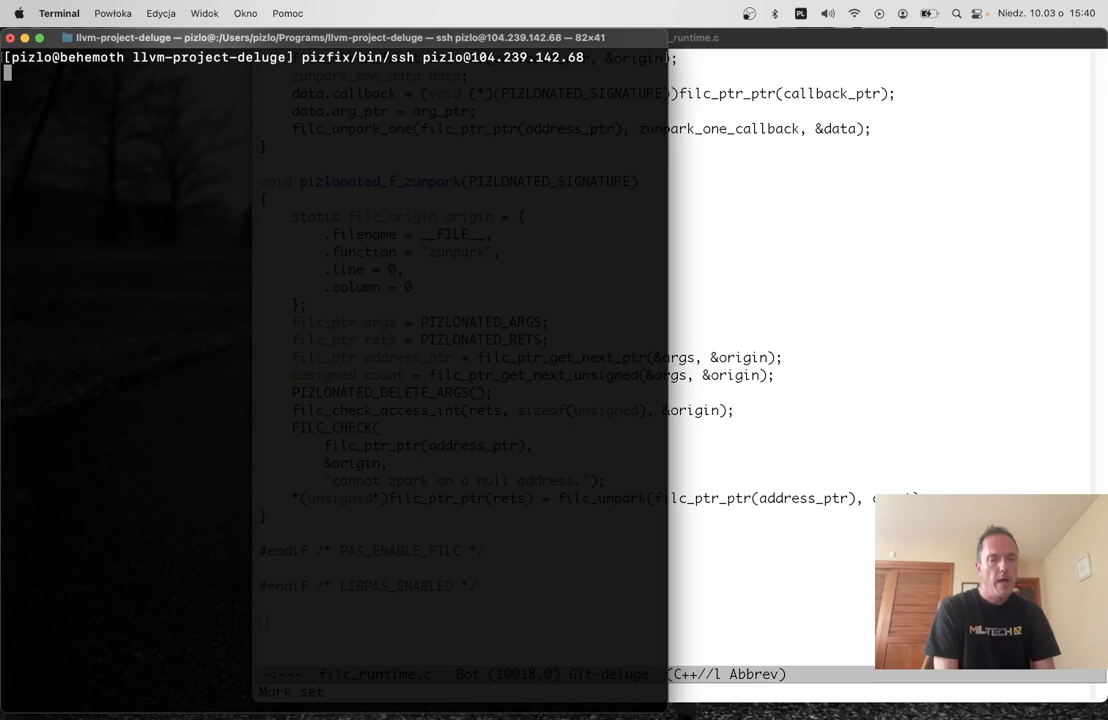 Terminal Powłoka Edycja Widok Okno Pomoc PL Niedz. 10.03 o 15:40
llvm-project-deluge — pizlo@:/Users/pizlo/Programs/llvm-project-deluge — ssh pizlo@104.239.142.68 — 82×41
_runtime.c
[pizlo@behemoth llvm-project-deluge] pizfix/bin/ssh pizlo@104.239.142.68
, &origin);
zunpark_one_data data;
data.callback = (void (*)(PIZLONATED_SIGNATURE))filc_ptr_ptr(callback_ptr);
data.arg_ptr = arg_ptr;
filc_unpark_one(filc_ptr_ptr(address_ptr), zunpark_one_callback, &data);
}
void pizlonated_f_zunpark(PIZLONATED_SIGNATURE)
{
static filc_origin origin = {
.filename = __FILE__,
.function = "zunpark",
.line = 0,
.column = 0
};
filc_ptr args = PIZLONATED_ARGS;
filc_ptr rets = PIZLONATED_RETS;
filc_ptr address_ptr = filc_ptr_get_next_ptr(&args, &origin);
unsigned count = filc_ptr_get_next_unsigned(&args, &origin);
PIZLONATED_DELETE_ARGS();
filc_check_access_int(rets, sizeof(unsigned), &origin);
FILC_CHECK(
filc_ptr_ptr(address_ptr),
&origin,
"cannot zpark on a null address.");
*(unsigned*)filc_ptr_ptr(rets) = filc_unpark(filc_ptr_ptr(address_ptr),
}
#endif /* PAS_ENABLE_FILC */
#endif /* LIBPAS_ENABLED */
-:--- filc_runtime.c Bot (10018,0) Git-deluge (C++//l Abbrev)
Mark set
MILTECH